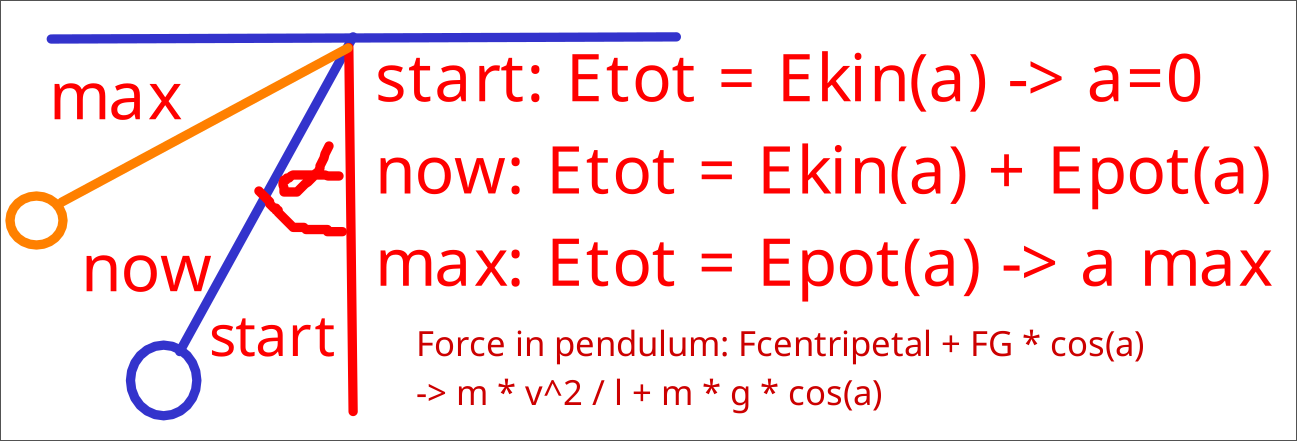 max
start: Etot = Ekin(a) -> a=0
now: Etot = Ekin(a) + Epot(a)
α
now
max: Etot = Epot(a) -> a max
start
Force in pendulum: Fcentripetal + FG * cos(a)
-> m * v^2 / l + m * g * cos(a)